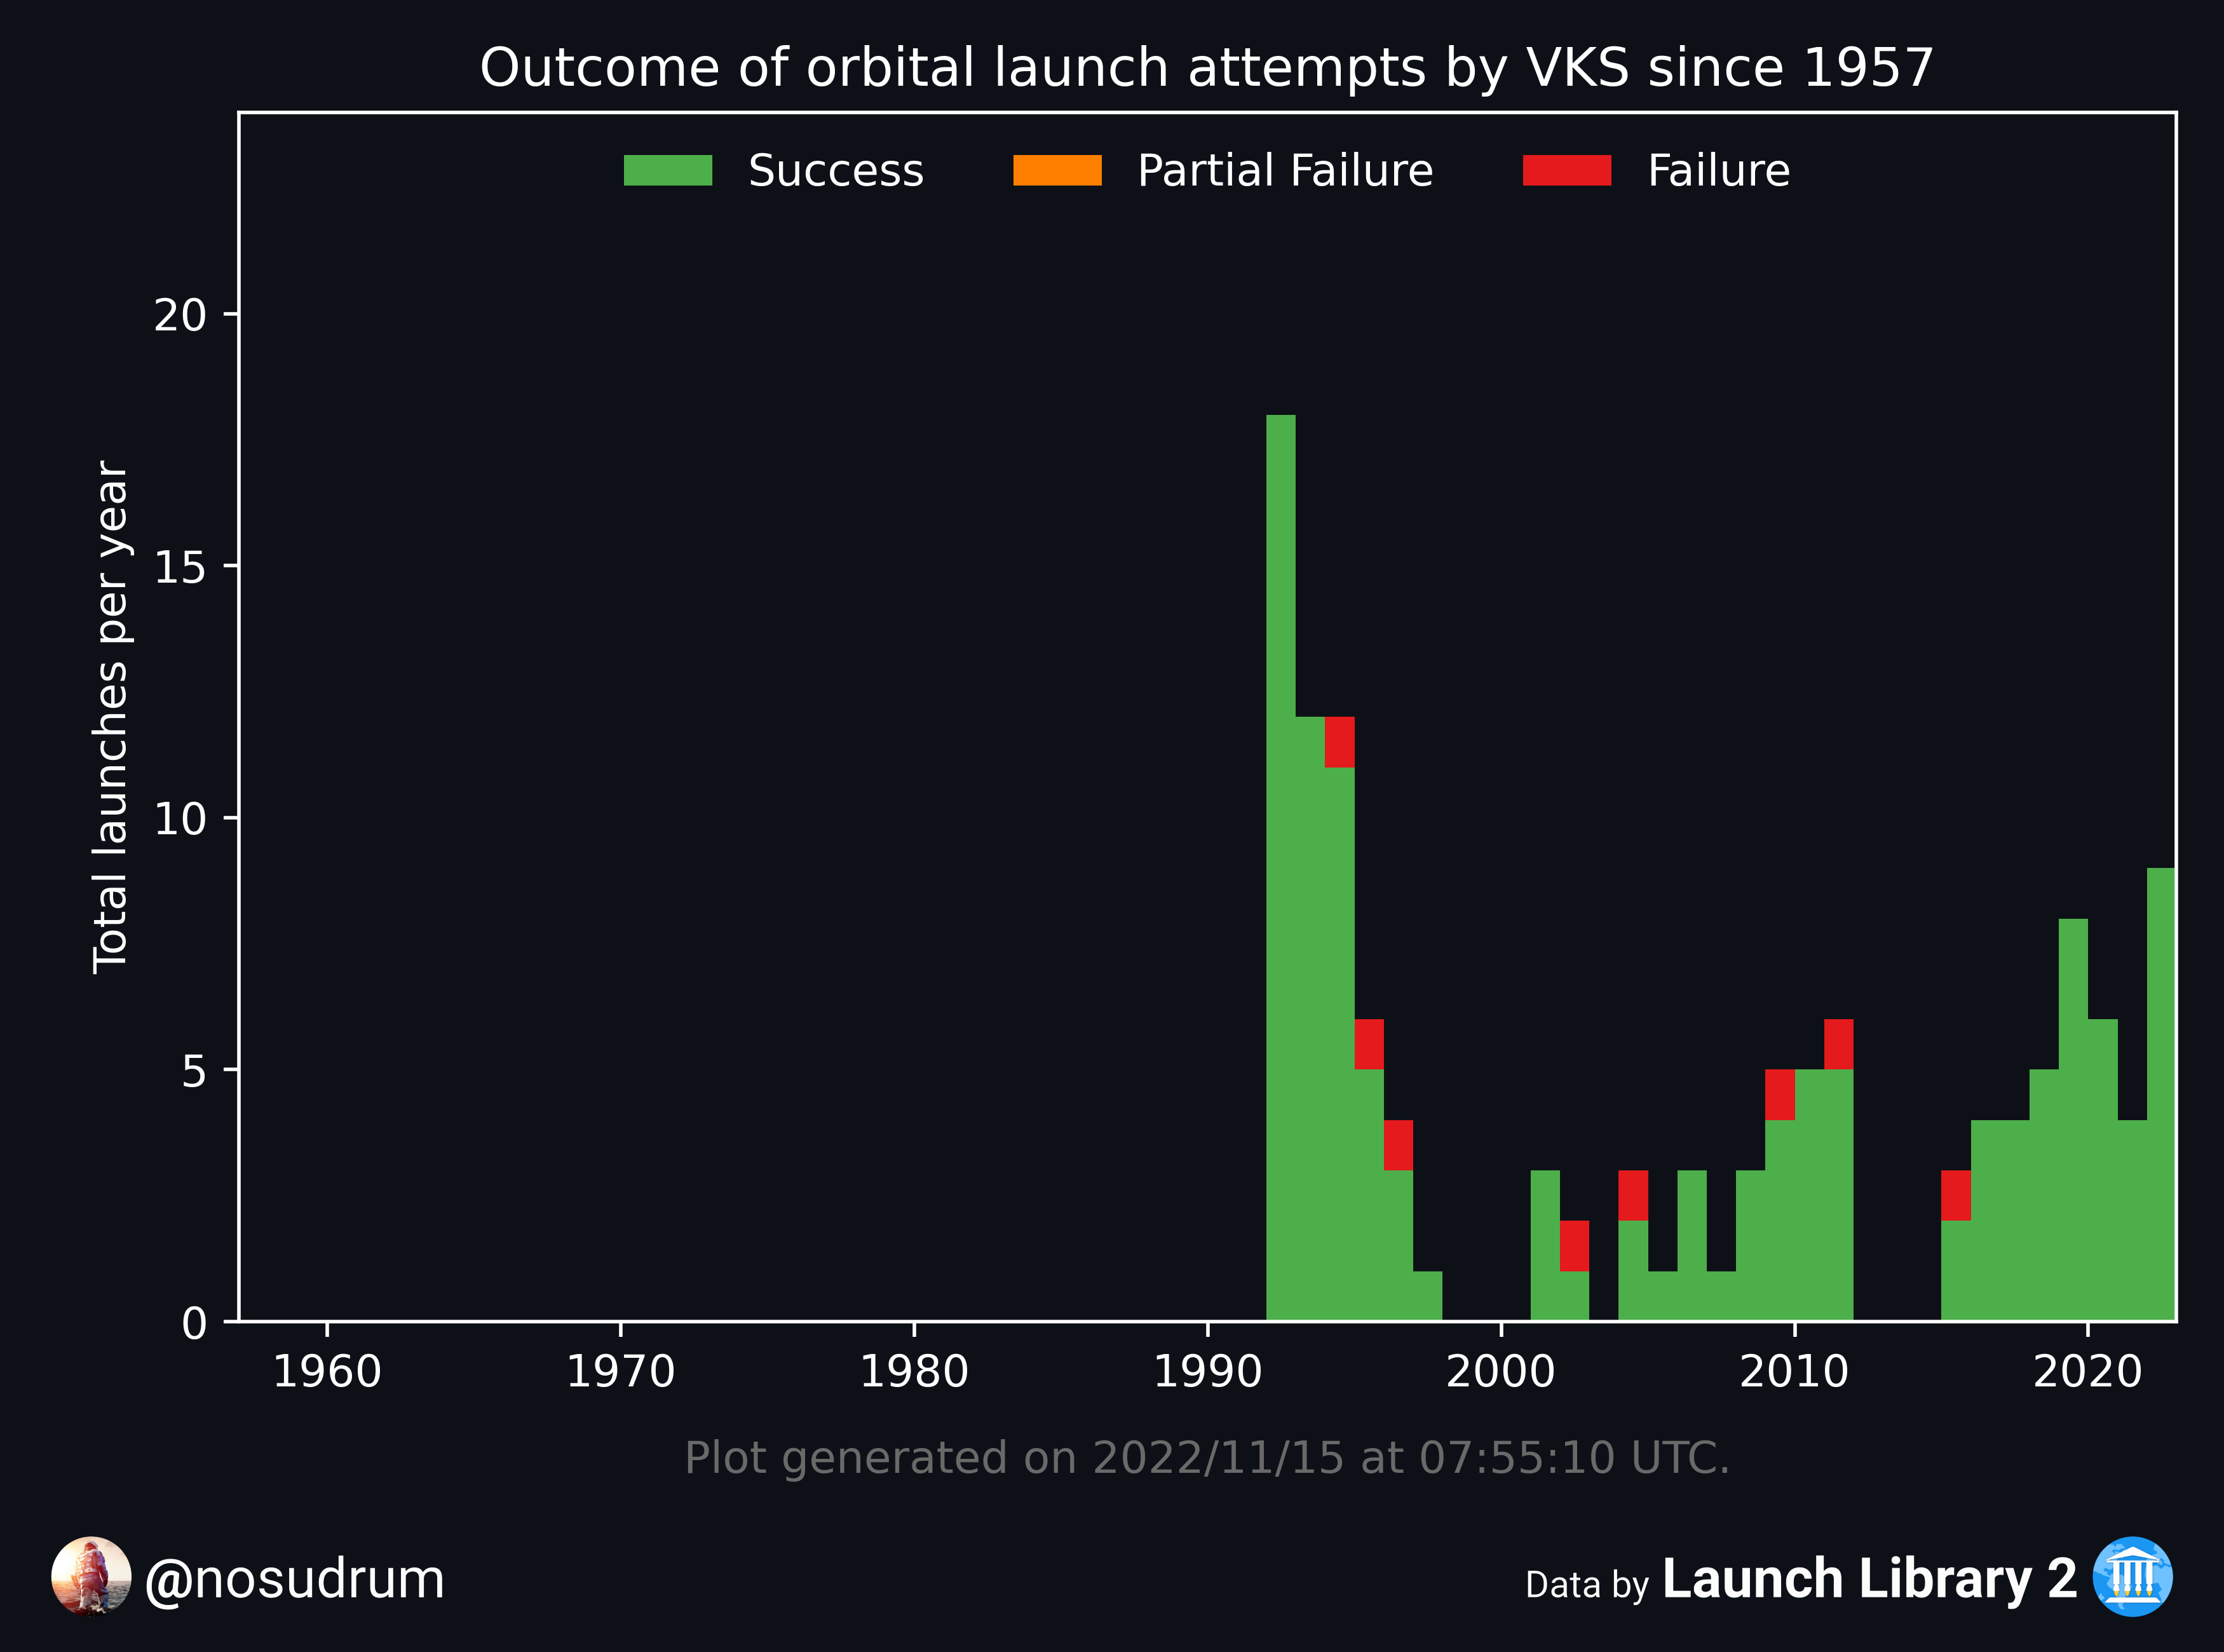 Outcome of orbital launch attempts by VKS since 1957
Success
Partial Failure
Failure
Total launches per year
20
15
10
5
0
1960
1970
1980
1990
2000
2010
2020
Plot generated on 2022/11/15 at 07:55:10 UTC.
@nosudrum
Data by Launch Library 2